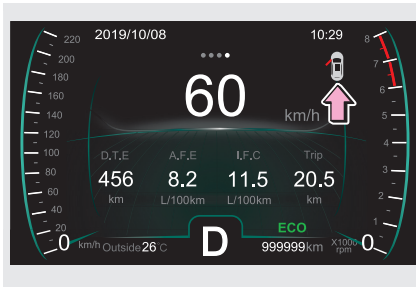 220 2019/10/08 10:29 8
200 7
180
160 60 km/h 6
140 5
120
100 D.T.E A.F.E I.F.C Trip 4
80 456 8.2 11.5 20.5 3
60 km L/100km L/100km km
40 2
20 ECO 1
0 km/h Outside 26°C D 999999km X1000 rpm 0